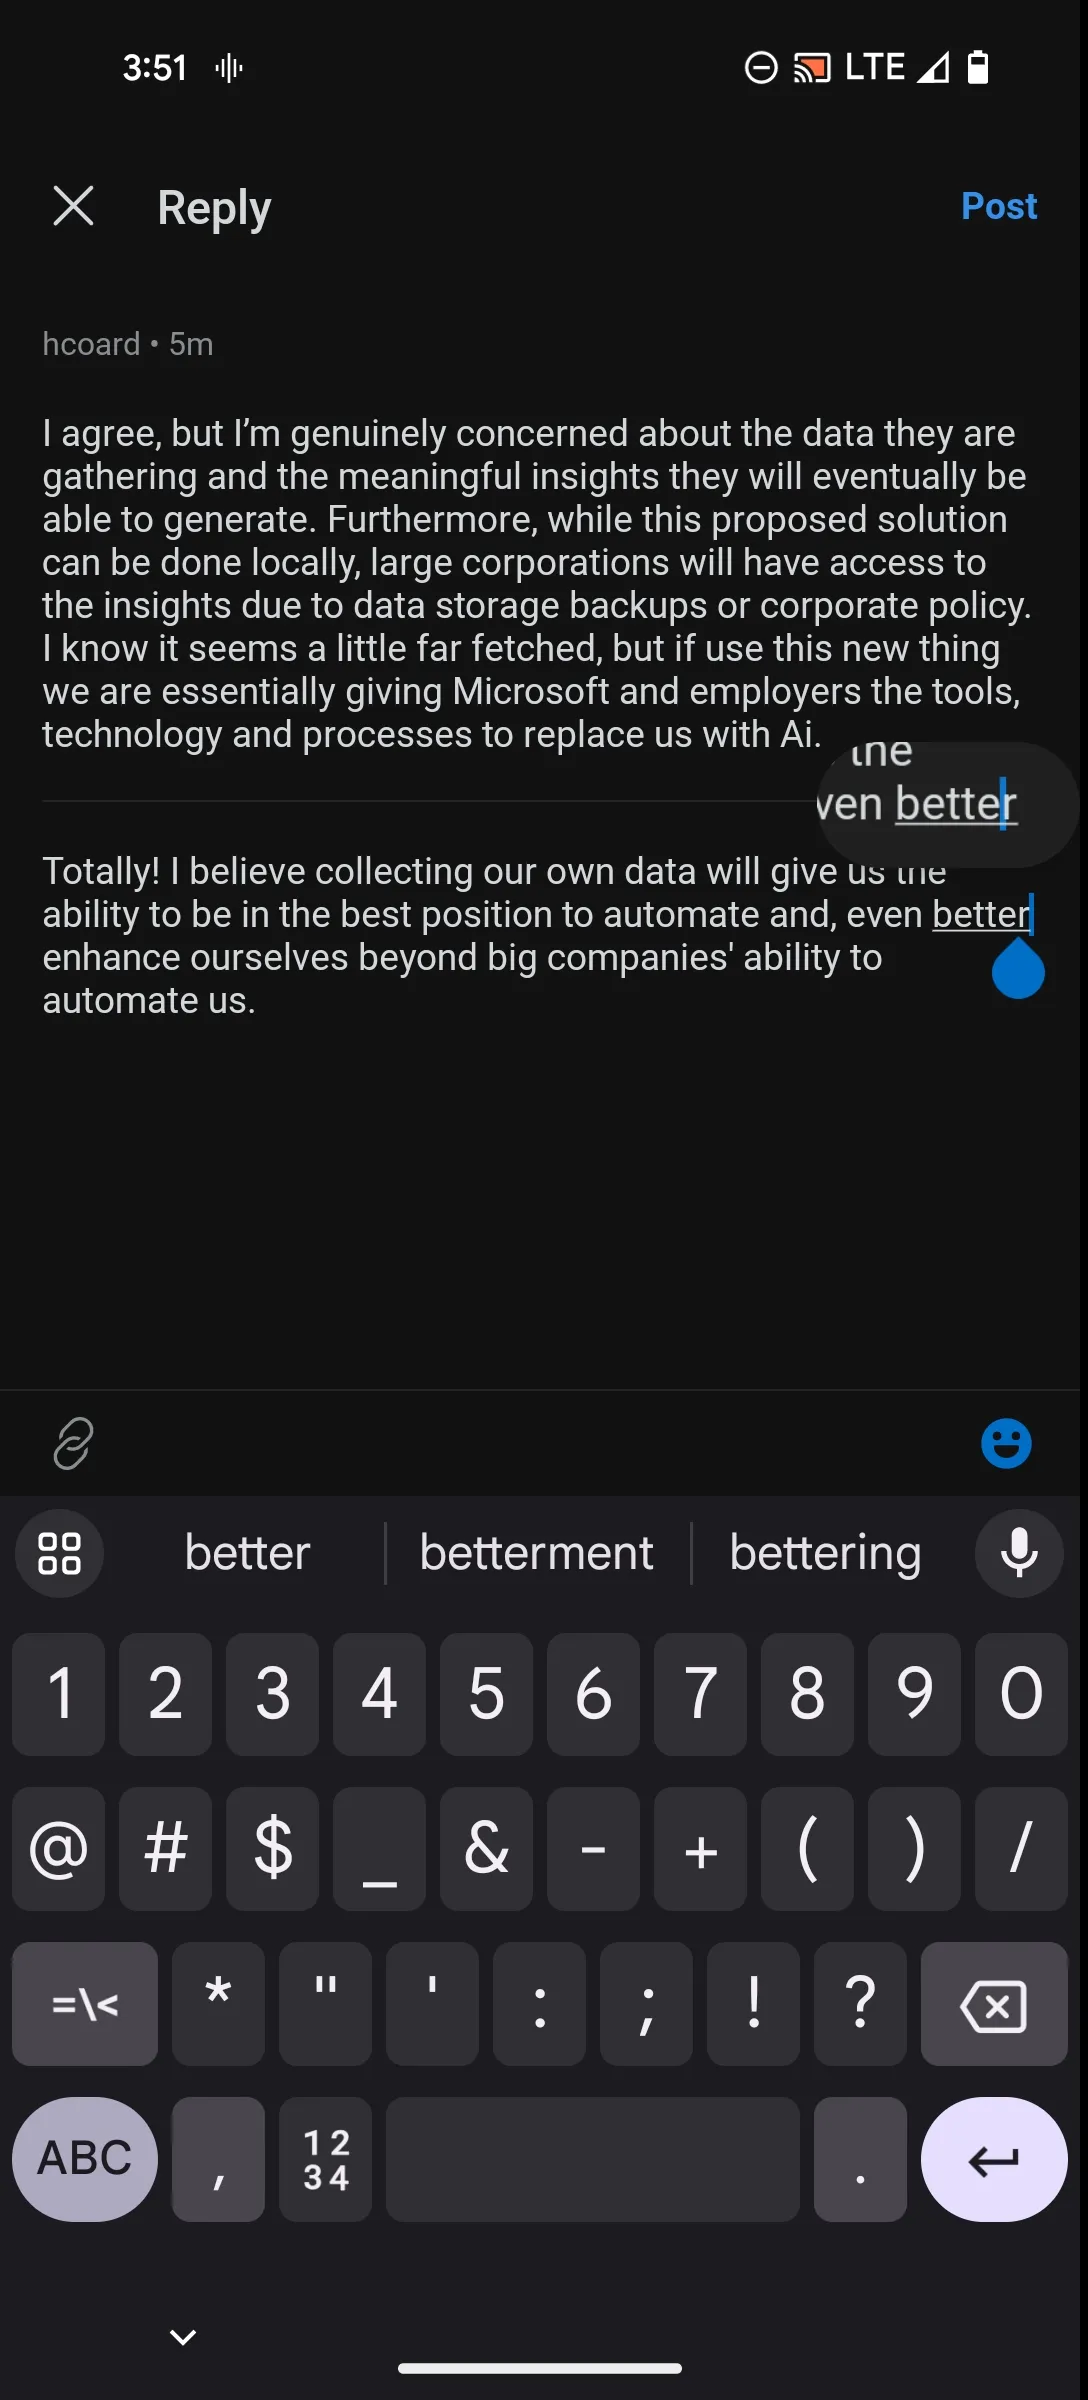 3:51
LTE
Reply
Post
hcoard • 5m
I agree, but I’m genuinely concerned about the data they are
gathering and the meaningful insights they will eventually be
able to generate. Furthermore, while this proposed solution
can be done locally, large corporations will have access to
the insights due to data storage backups or corporate policy.
I know it seems a little far fetched, but if use this new thing
we are essentially giving Microsoft and employers the tools,
technology and processes to replace us with Ai.
the
ven better
Totally! I believe collecting our own data will give us the
ability to be in the best position to automate and, even better
enhance ourselves beyond big companies' ability to
automate us.
better betterment bettering
1 2 3 4 5 6 7 8 9 0
@ # $ _ & - + ( ) /
=\< * " ' : ; ! ?
ABC , 1 2 3 4 .